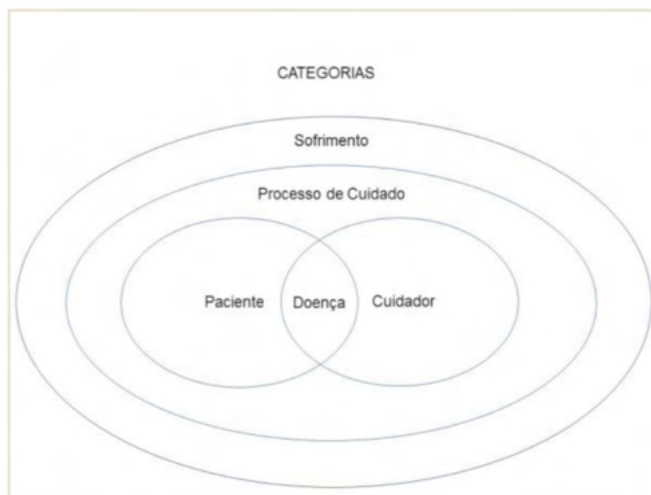 CATEGORIAS
Sofrimento
Processo de Cuidado
Paciente Doença Cuidador